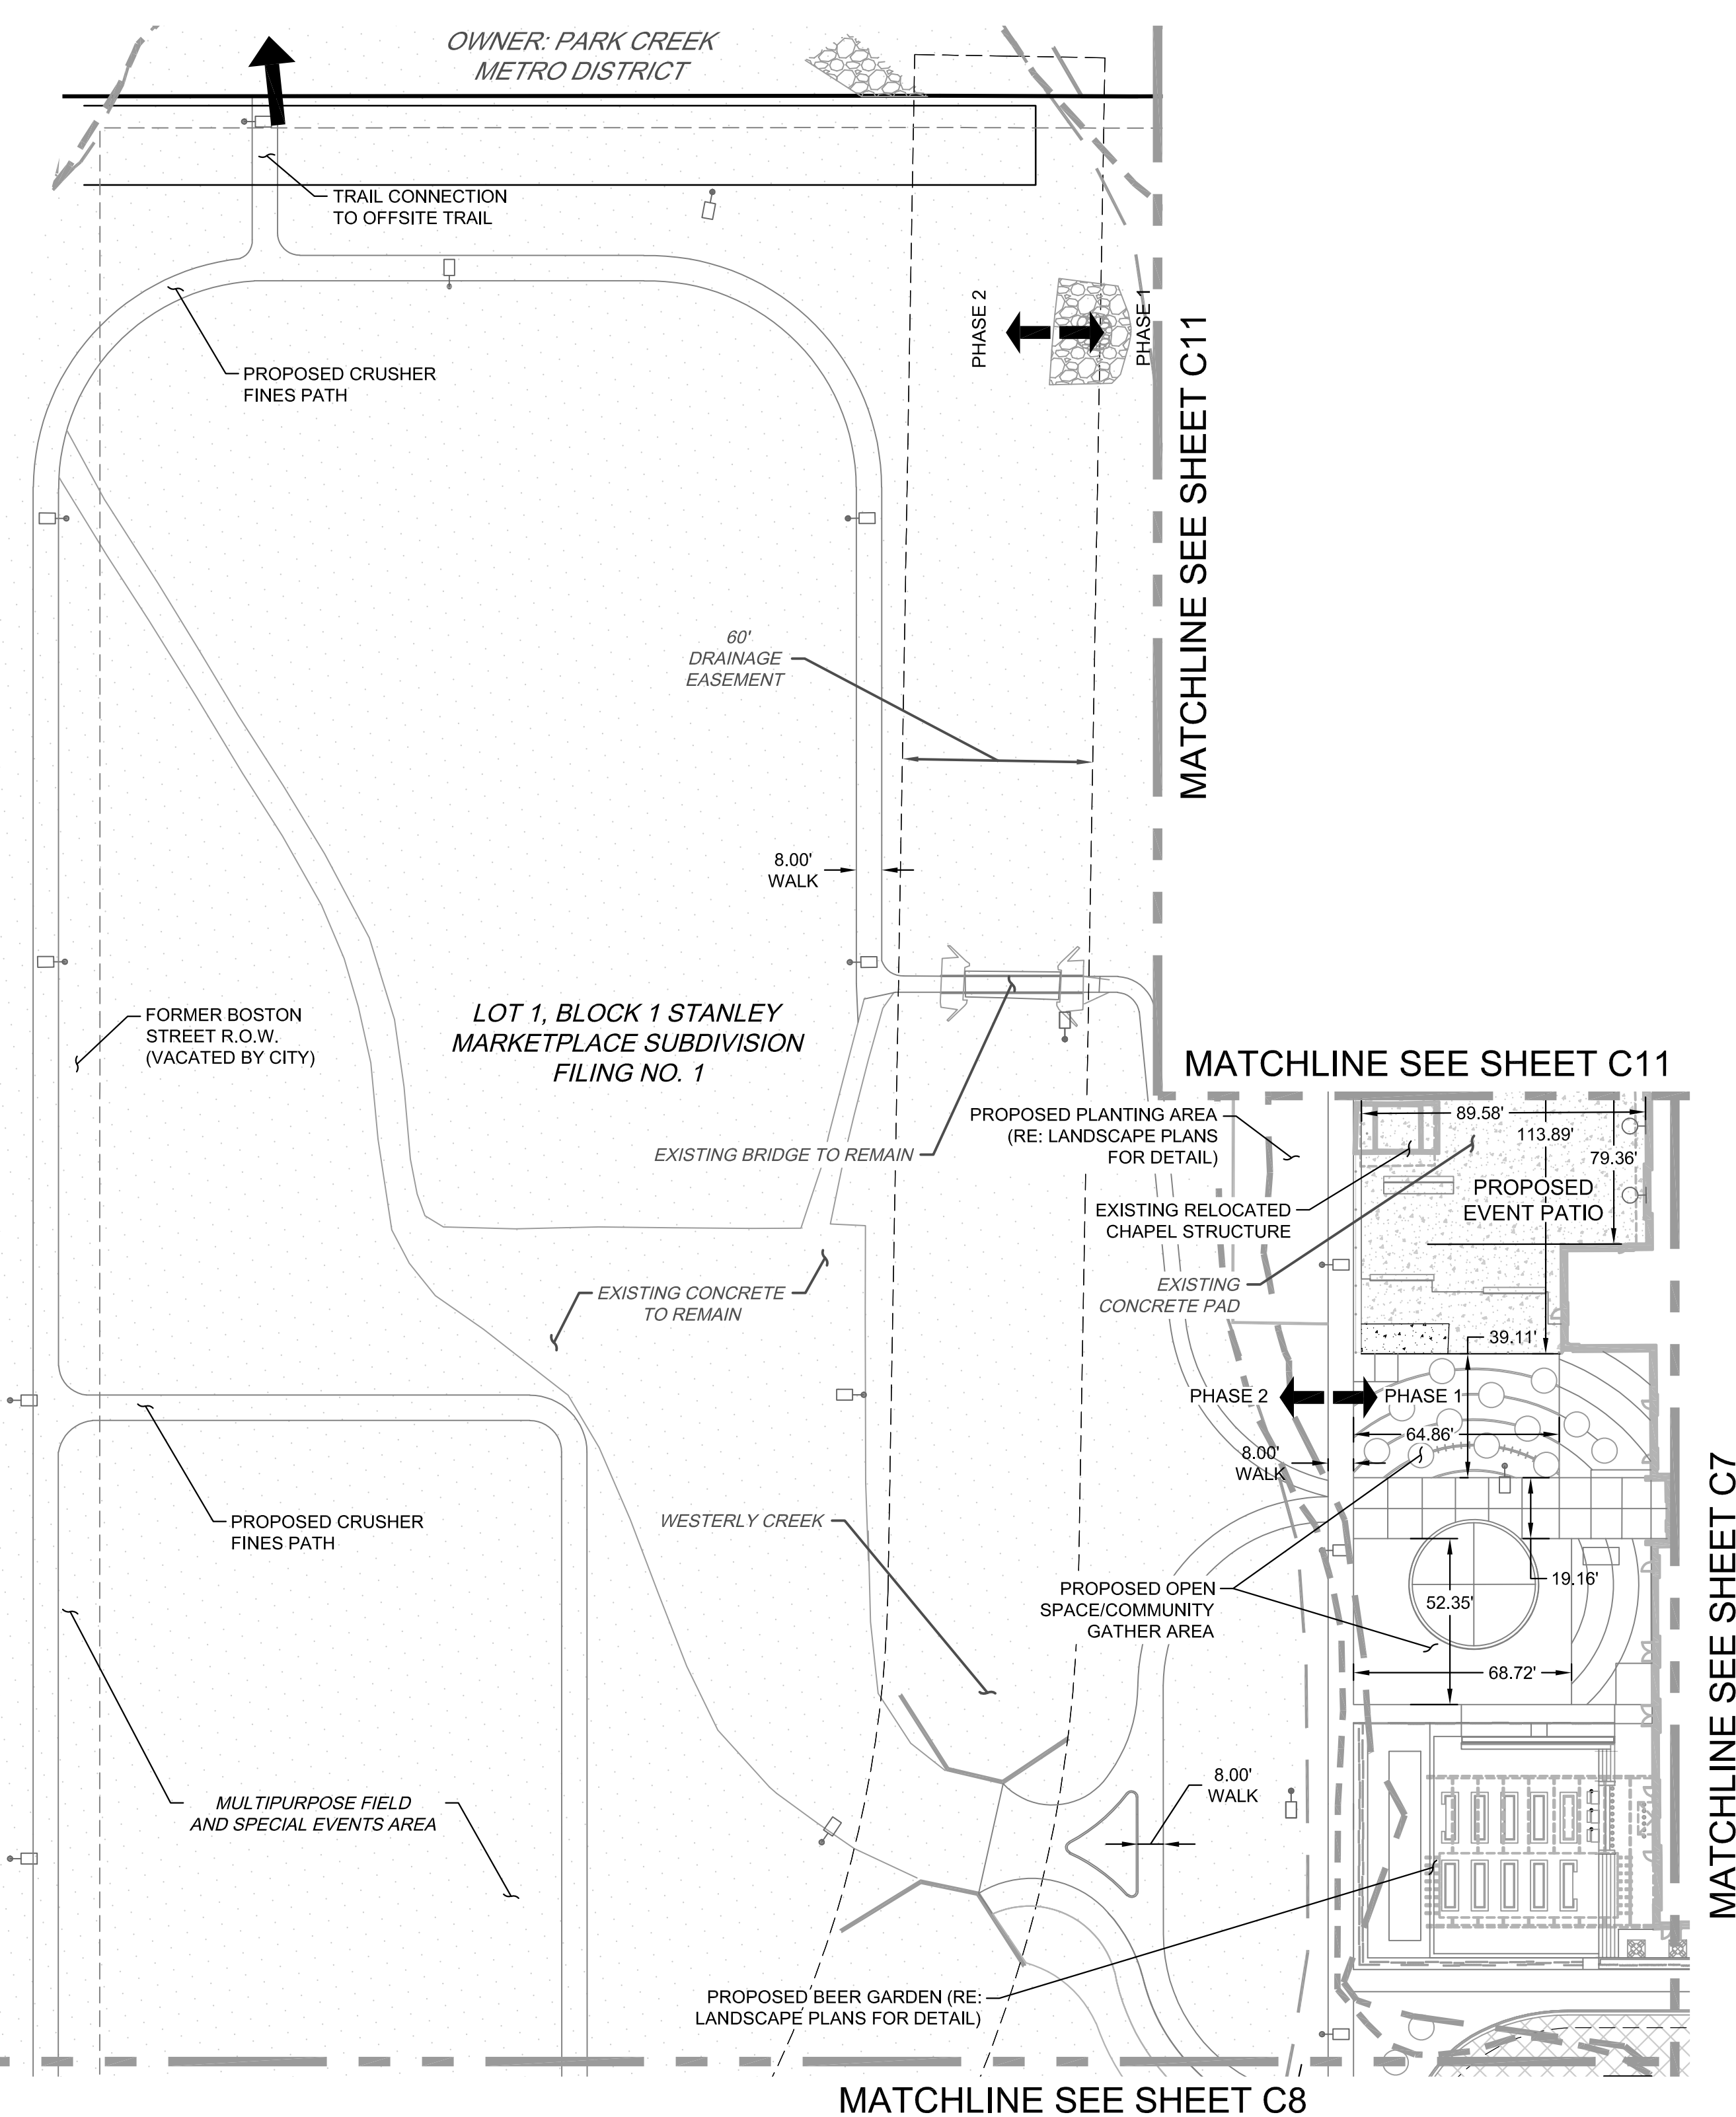 OWNER: PARK CREEK
METRO DISTRICT
TRAIL CONNECTION
TO OFFSITE TRAIL
PHASE 2
PHASE 1
PROPOSED CRUSHER
FINES PATH
MATCHLINE SEE SHEET C11
60'
DRAINAGE
EASEMENT
8.00'
WALK
FORMER BOSTON
STREET R.O.W.
(VACATED BY CITY)
LOT 1, BLOCK 1 STANLEY
MARKETPLACE SUBDIVISION
FILING NO. 1
MATCHLINE SEE SHEET C11
PROPOSED PLANTING AREA
(RE: LANDSCAPE PLANS
FOR DETAIL)
89.58'
113.89'
79.36'
EXISTING BRIDGE TO REMAIN
PROPOSED
EVENT PATIO
EXISTING RELOCATED
CHAPEL STRUCTURE
EXISTING
CONCRETE PAD
EXISTING CONCRETE
TO REMAIN
39.11'
PHASE 2
PHASE 1
64.86'
8.00'
WALK
PROPOSED CRUSHER
FINES PATH
WESTERLY CREEK
MATCHLINE SEE SHEET C7
PROPOSED OPEN
SPACE/COMMUNITY
GATHER AREA
19.16'
52.35'
68.72'
8.00'
WALK
MULTIPURPOSE FIELD
AND SPECIAL EVENTS AREA
PROPOSED BEER GARDEN (RE:
LANDSCAPE PLANS FOR DETAIL)
MATCHLINE SEE SHEET C8